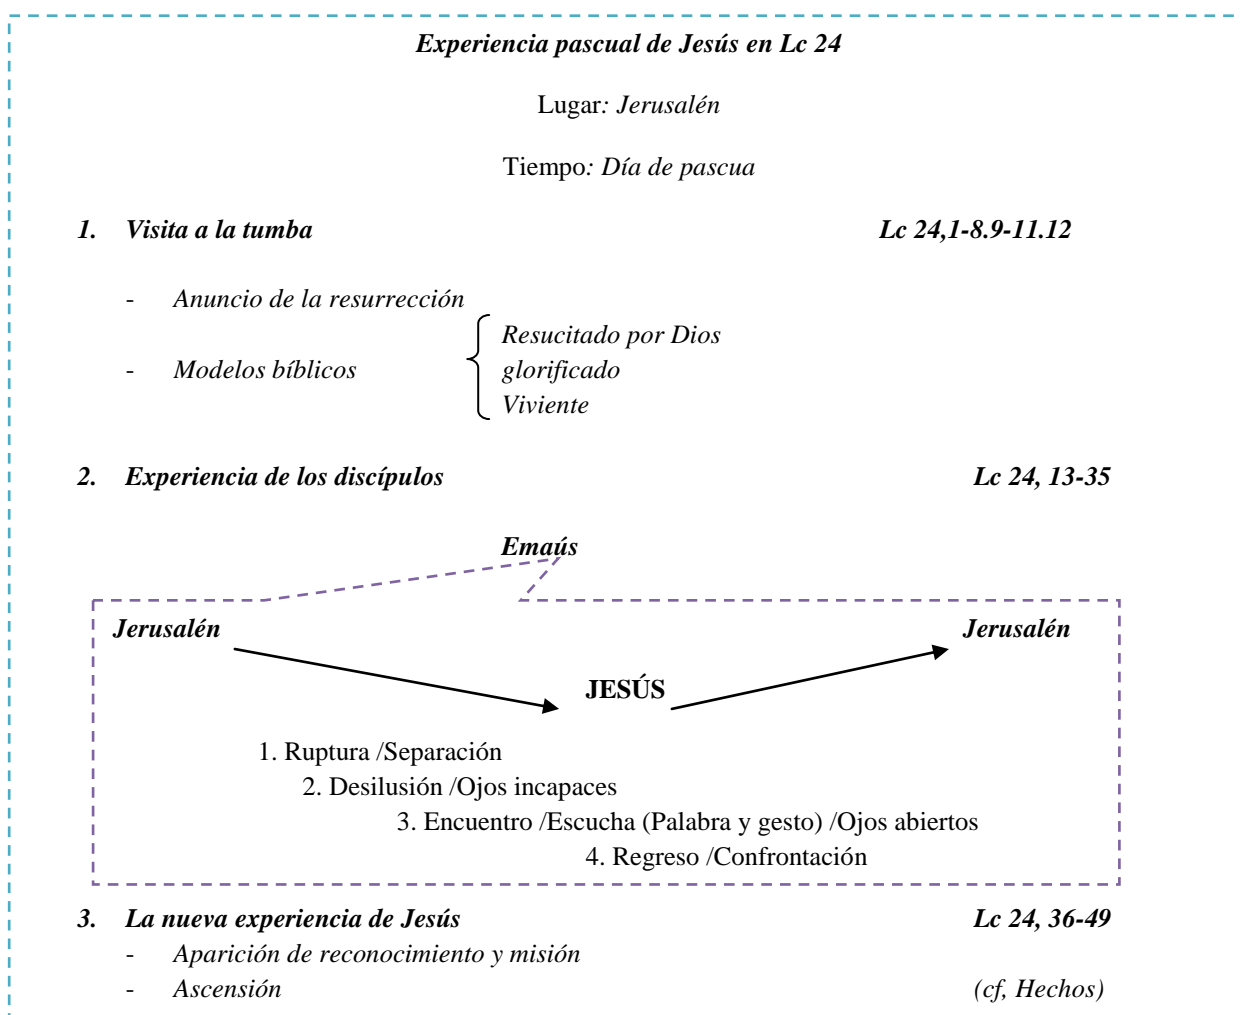 Experiencia pascual de Jesús en Lc 24
Lugar: Jerusalén
Tiempo: Día de pascua
1. Visita a la tumba Lc 24,1-8.9-11.12
- Anuncio de la resurrección
Resucitado por Dios
- Modelos bíblicos glorificado
Viviente
2. Experiencia de los discípulos Lc 24, 13-35
Emaús
Jerusalén Jerusalén
JESÚS
1. Ruptura /Separación
2. Desilusión /Ojos incapaces
3. Encuentro /Escucha (Palabra y gesto) /Ojos abiertos
4. Regreso /Confrontación
3. La nueva experiencia de Jesús Lc 24, 36-49
- Aparición de reconocimiento y misión
- Ascensión (cf, Hechos)